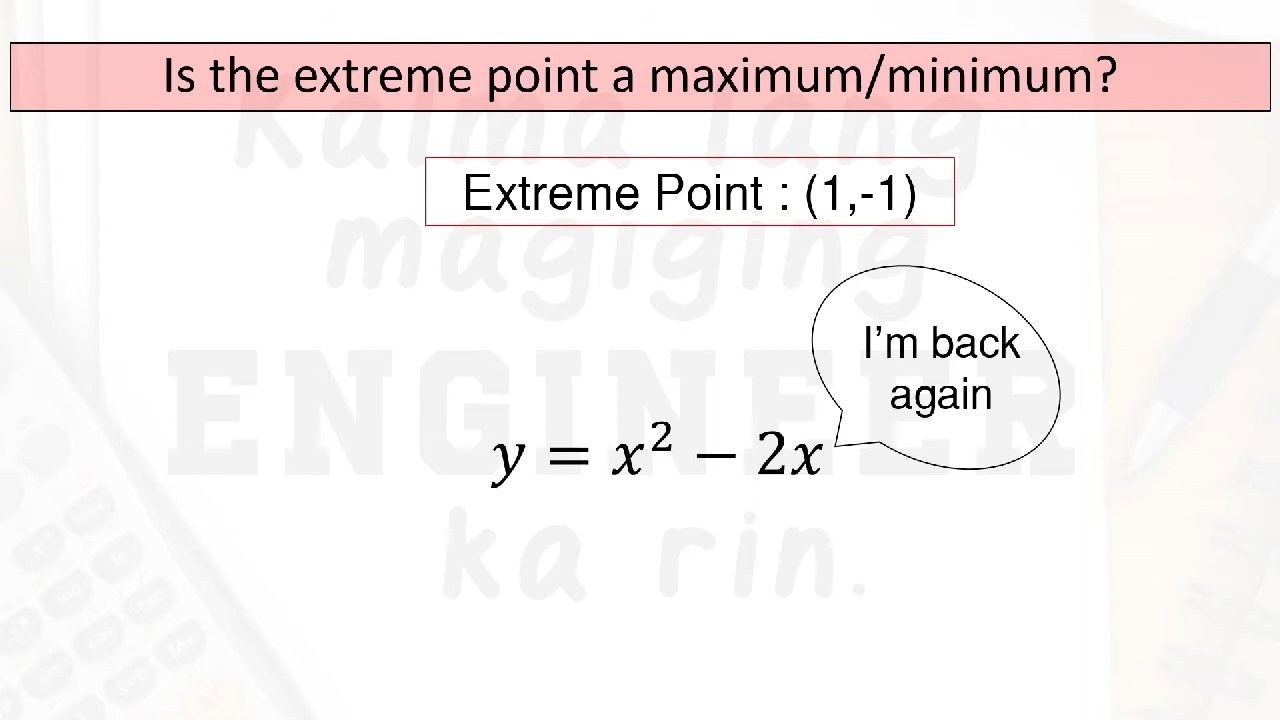 Is the extreme point a maximum/minimum?
Kalma lang
Extreme Point : (1,-1)
magiging
I’m back
again
ENGINEER
y = x² − 2x
ka rin.